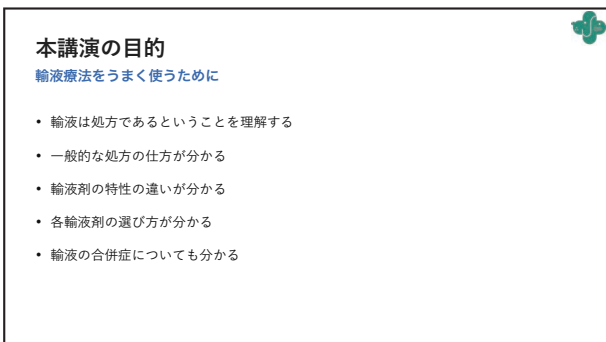 本講演の目的
輸液療法をうまく使うために
• 輸液は処方であるということを理解する
• 一般的な処方の仕方が分かる
• 輸液剤の特性の違いが分かる
• 各輸液剤の選び方が分かる
• 輸液の合併症についても分かる